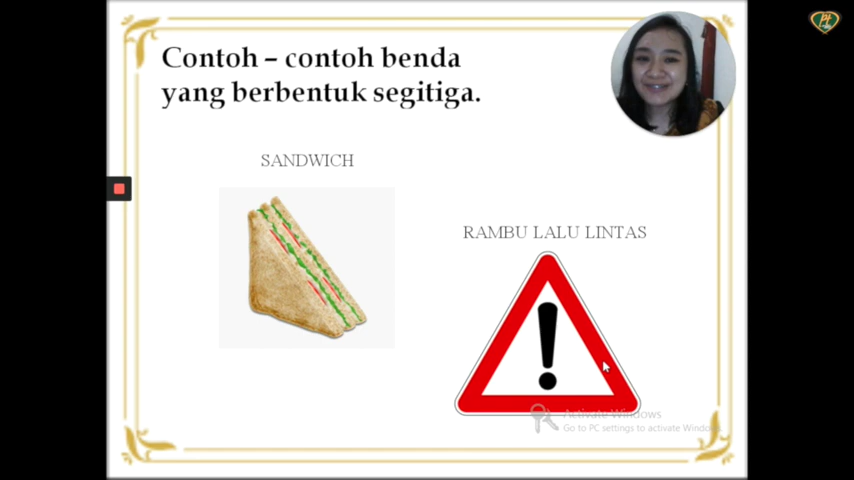 Contoh – contoh benda
yang berbentuk segitiga.
SANDWICH
RAMBU LALU LINTAS
Activate Windows
Go to PC settings to activate Windows.